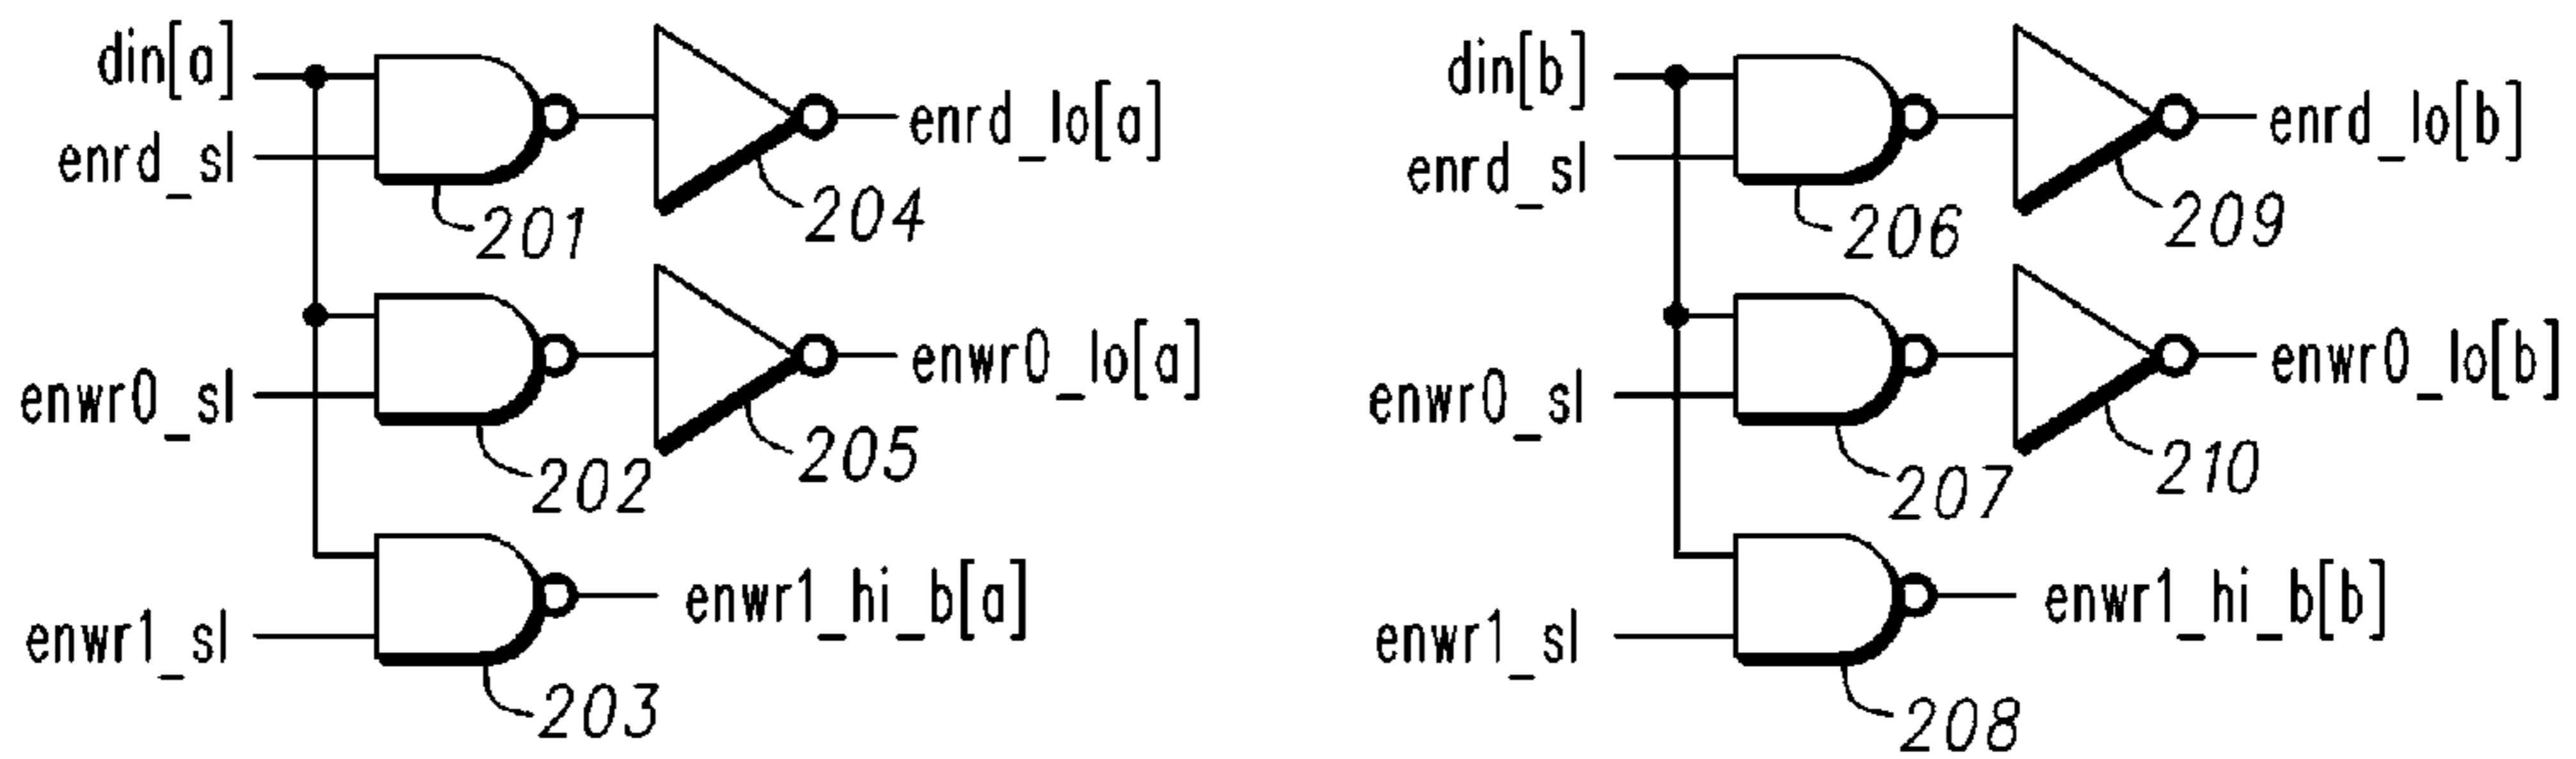 din[a]
enrd_sl
201
204
enrd_lo[a]
enwr0_sl
202
205
enwr0_lo[a]
enwr1_sl
203
enwr1_hi_b[a]
din[b]
enrd_sl
206
209
enrd_lo[b]
enwr0_sl
207
210
enwr0_lo[b]
enwr1_sl
208
enwr1_hi_b[b]